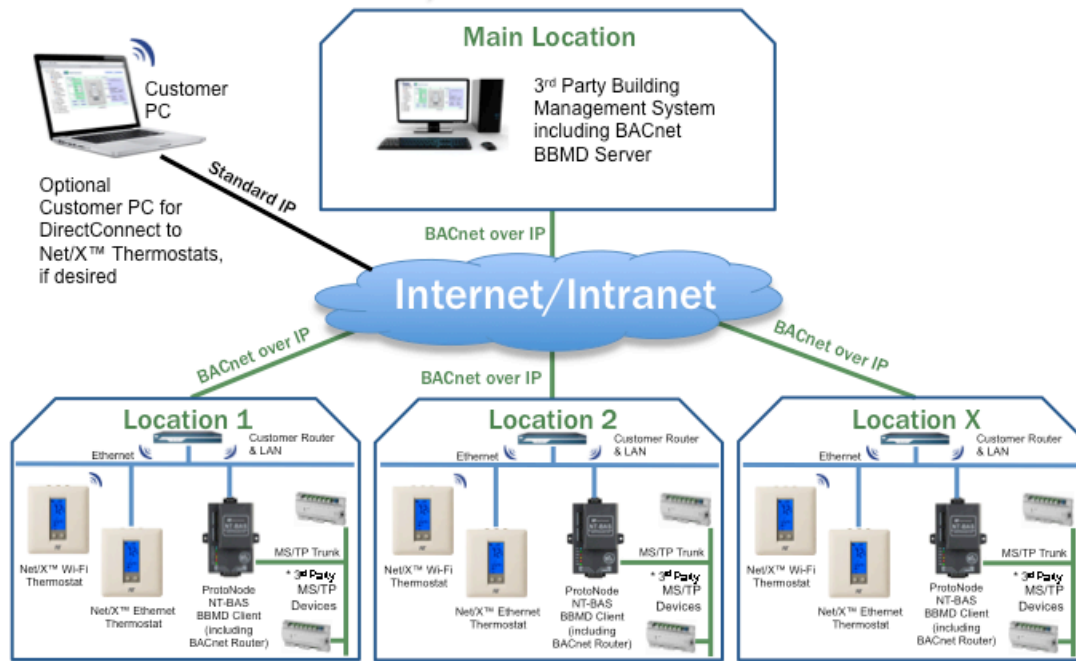 Main Location
3rd Party Building
Management System
including BACnet
BBMD Server
Customer
PC
Optional
Customer PC for
DirectConnect to
Net/X™ Thermostats,
if desired
Standard IP
BACnet over IP
Internet/Intranet
BACnet over IP
BACnet over IP
BACnet over IP
Location 1
Customer Router
& LAN
Ethernet
NT-BAS
MS/TP Trunk
* 3rd Party
MS/TP
Devices
Net/X™ Wi-Fi
Thermostat
Net/X™ Ethernet
Thermostat
ProtoNode
NT-BAS
BBMD Client
(including
BACnet Router)
Location 2
Customer Router
& LAN
Ethernet
NT-BAS
MS/TP Trunk
* 3rd Party
MS/TP
Devices
Net/X™ Wi-Fi
Thermostat
Net/X™ Ethernet
Thermostat
ProtoNode
NT-BAS
BBMD Client
(including
BACnet Router)
Location X
Customer Router
& LAN
Ethernet
NT-BAS
MS/TP Trunk
* 3rd Party
MS/TP
Devices
Net/X™ Wi-Fi
Thermostat
Net/X™ Ethernet
Thermostat
ProtoNode
NT-BAS
BBMD Client
(including
BACnet Router)